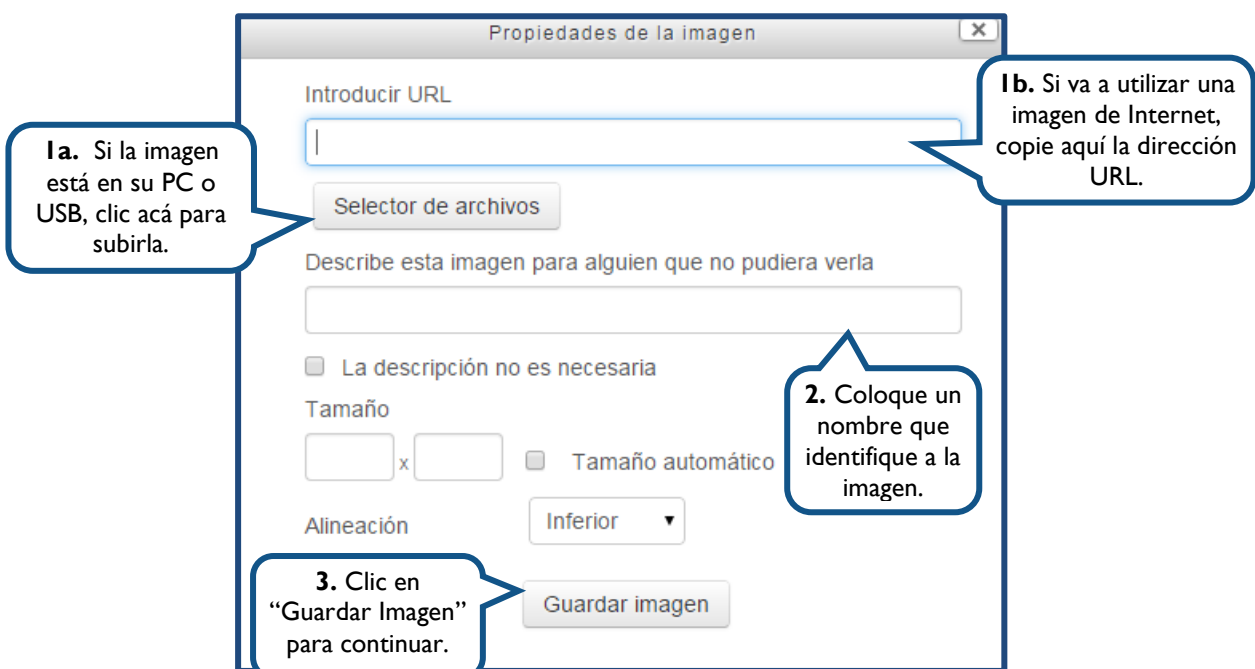 Propiedades de la imagen
x
Introducir URL
1b. Si va a utilizar una
imagen de Internet,
copie aquí la dirección
URL.
1a. Si la imagen
está en su PC o
USB, clic acá para
subirla.
Selector de archivos
Describe esta imagen para alguien que no pudiera verla
La descripción no es necesaria
2. Coloque un
nombre que
identifique a la
imagen.
Tamaño
x
Tamaño automático
Alineación
Inferior
3. Clic en
“Guardar Imagen”
para continuar.
Guardar imagen